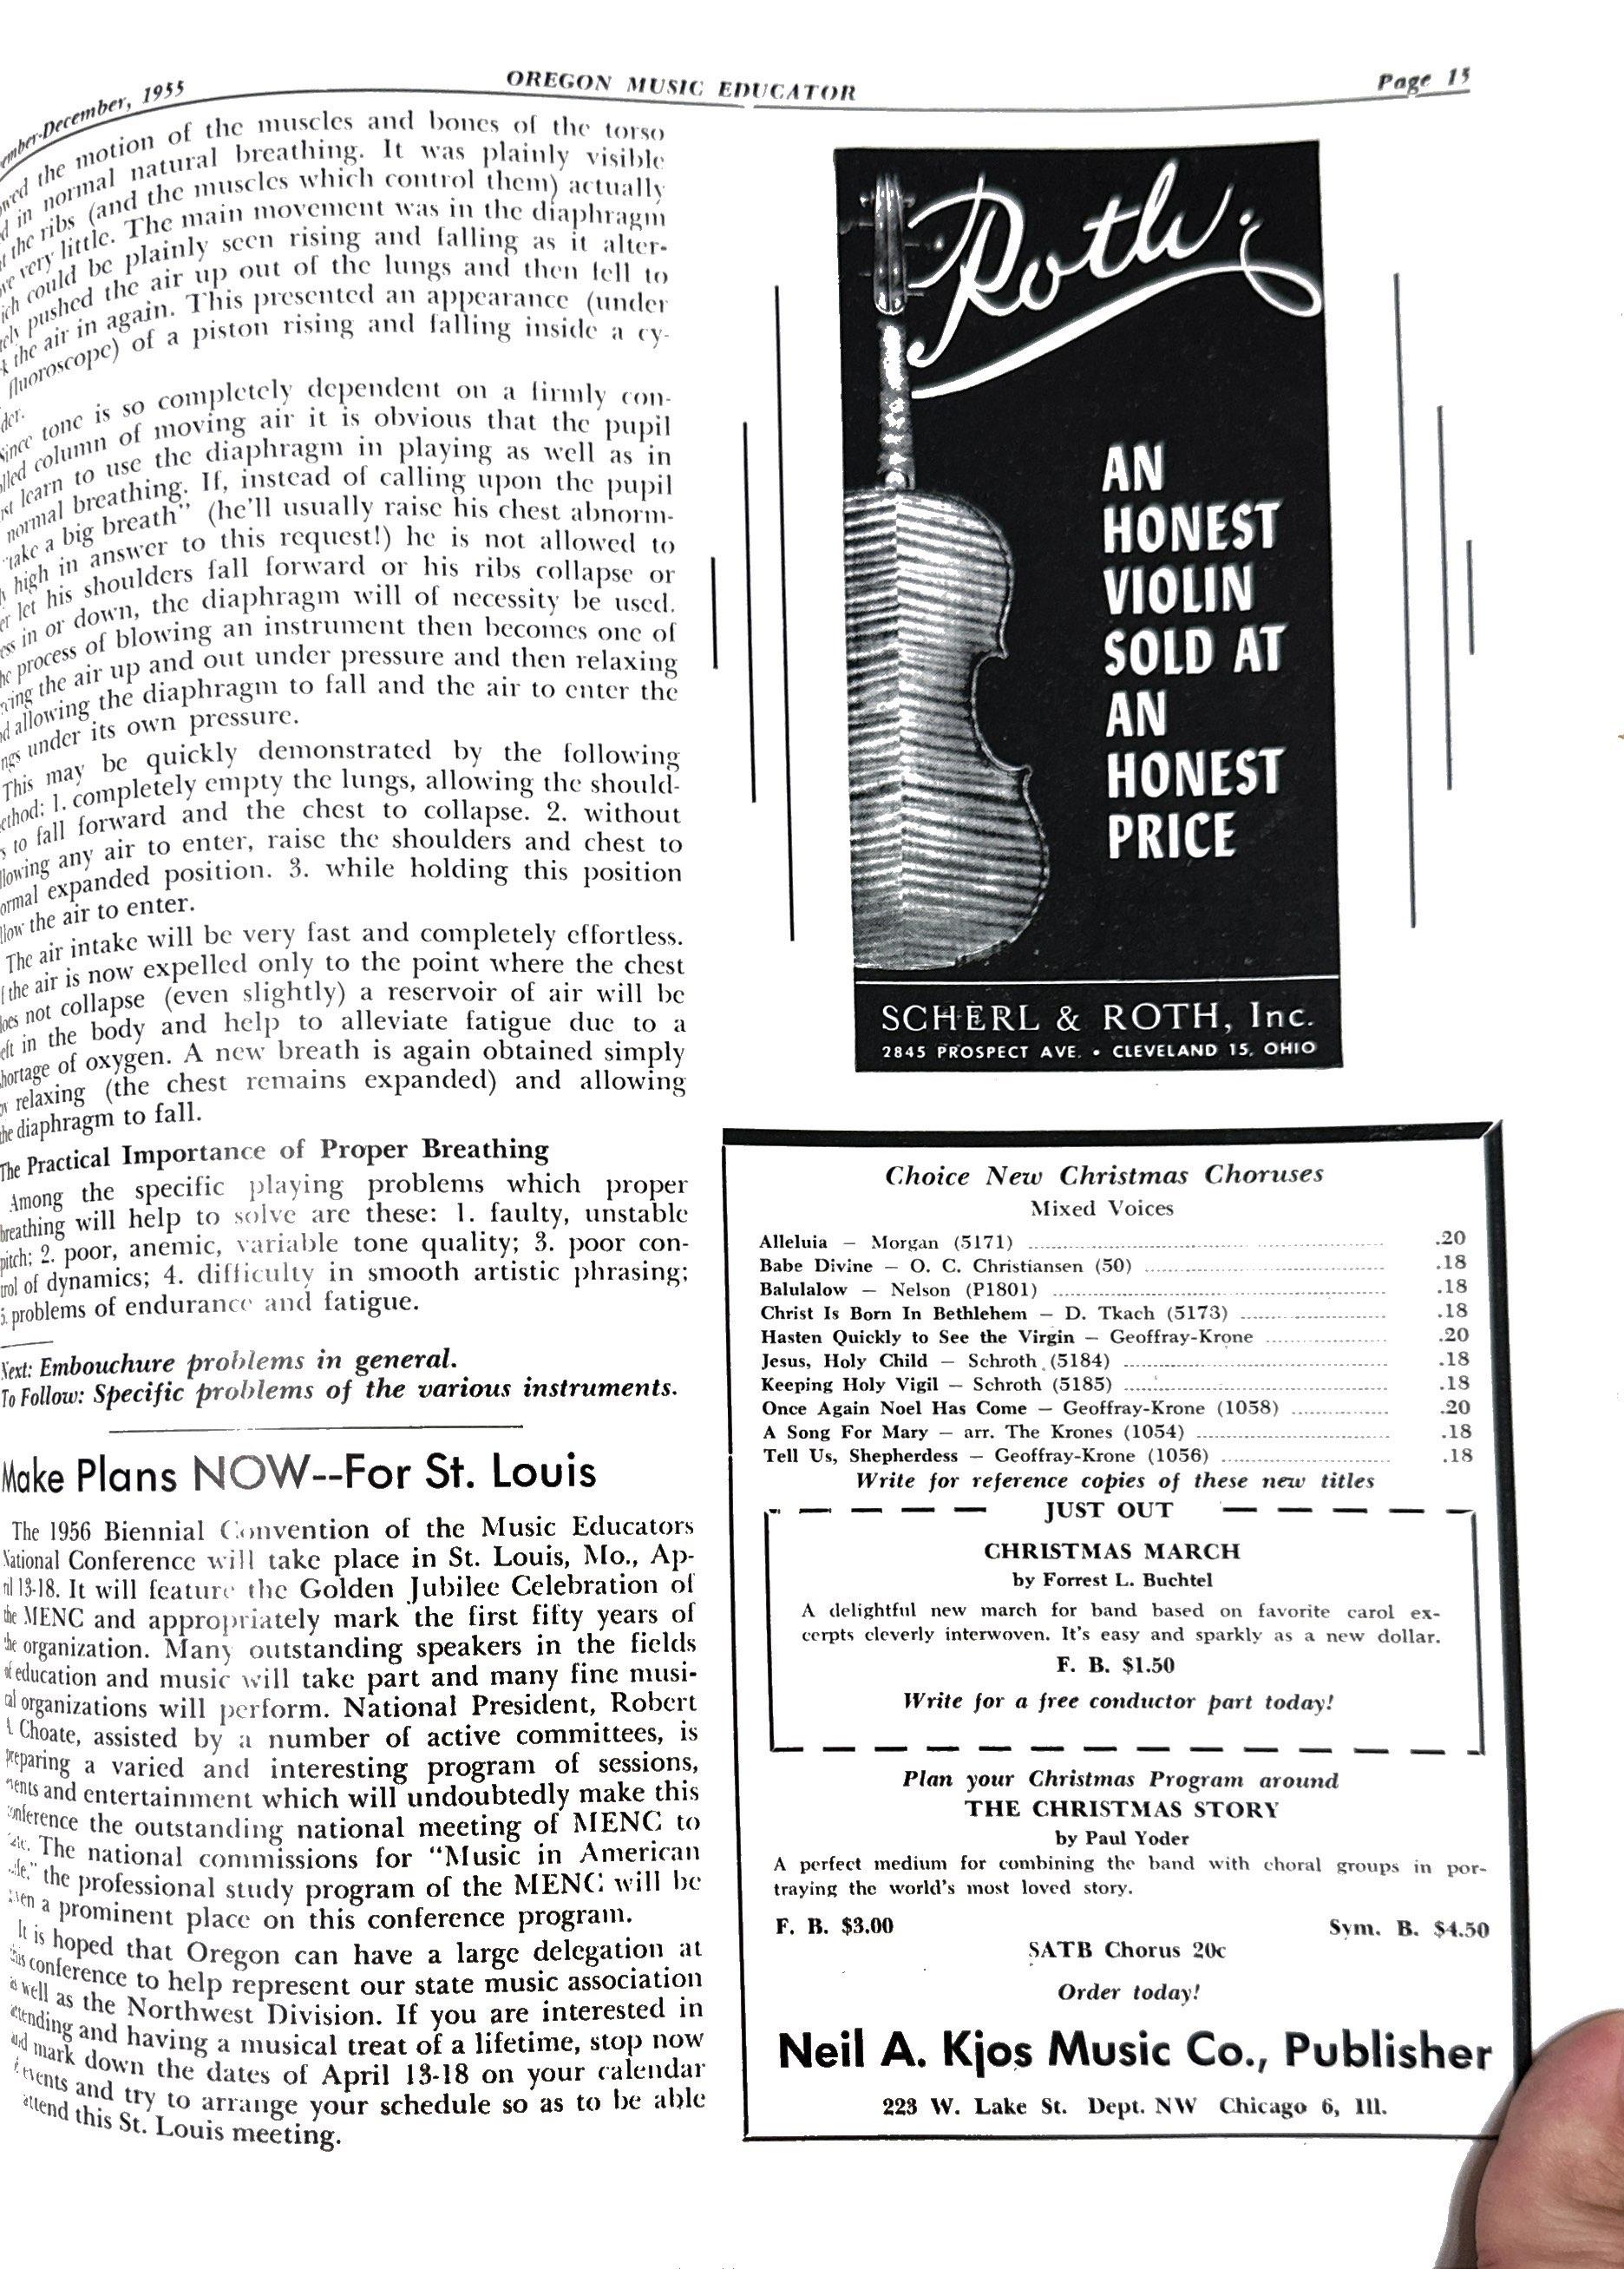 December, 1955
OREGON MUSIC EDUCATOR
Page 15
the motion of the muscles and bones of the torso
in normal natural breathing. It was plainly visible
the ribs (and the muscles which control them) actually
very little. The main movement was in the diaphragm
could be plainly seen rising and falling as it alter-
pushed the air up out of the lungs and then fell to
the air in again. This presented an appearance (under
fluoroscope) of a piston rising and falling inside a cy-
tone is so completely dependent on a firmly con-
column of moving air it is obvious that the pupil
learn to use the diaphragm in playing as well as in
normal breathing. If, instead of calling upon the pupil
"take a big breath" (he'll usually raise his chest abnorm-
high in answer to this request!) he is not allowed to
let his shoulders fall forward or his ribs collapse or
in or down, the diaphragm will of necessity be used.
process of blowing an instrument then becomes one of
the air up and out under pressure and then relaxing
allowing the diaphragm to fall and the air to enter the
under its own pressure.
This may be quickly demonstrated by the following
1. completely empty the lungs, allowing the should-
to fall forward and the chest to collapse. 2. without
any air to enter, raise the shoulders and chest to
expanded position. 3. while holding this position
the air to enter.
The air intake will be very fast and completely effortless.
the air is now expelled only to the point where the chest
not collapse (even slightly) a reservoir of air will be
in the body and help to alleviate fatigue due to a
of oxygen. A new breath is again obtained simply
relaxing (the chest remains expanded) and allowing
the diaphragm to fall.
The Practical Importance of Proper Breathing
Among the specific playing problems which proper
breathing will help to solve are these: 1. faulty, unstable
pitch; 2. poor, anemic, variable tone quality; 3. poor con-
trol of dynamics; 4. difficulty in smooth artistic phrasing;
5. problems of endurance and fatigue.
Next: Embouchure problems in general.
To Follow: Specific problems of the various instruments.
Make Plans NOW--For St. Louis
The 1956 Biennial Convention of the Music Educators
National Conference will take place in St. Louis, Mo., Ap-
ril 13-18. It will feature the Golden Jubilee Celebration of
the MENC and appropriately mark the first fifty years of
the organization. Many outstanding speakers in the fields
of education and music will take part and many fine musi-
cal organizations will perform. National President, Robert
Choate, assisted by a number of active committees, is
preparing a varied and interesting program of sessions,
and entertainment which will undoubtedly make this
conference the outstanding national meeting of MENC to
The national commissions for "Music in American
the professional study program of the MENC will be
a prominent place on this conference program.
It is hoped that Oregon can have a large delegation at
conference to help represent our state music association
as well as the Northwest Division. If you are interested in
attending and having a musical treat of a lifetime, stop now
and mark down the dates of April 13-18 on your calendar
events and try to arrange your schedule so as to be able
attend this St. Louis meeting.
Roth
AN
HONEST
VIOLIN
SOLD AT
AN
HONEST
PRICE
SCHERL & ROTH, Inc.
2845 PROSPECT AVE. • CLEVELAND 15, OHIO
Choice New Christmas Choruses
Mixed Voices
Alleluia — Morgan (5171) .20
Babe Divine — O. C. Christiansen (50) .18
Balulalow — Nelson (P1801) .18
Christ Is Born In Bethlehem — D. Tkach (5173) .18
Hasten Quickly to See the Virgin — Geoffray-Krone .20
Jesus, Holy Child — Schroth (5184) .18
Keeping Holy Vigil — Schroth (5185) .18
Once Again Noel Has Come — Geoffray-Krone (1058) .20
A Song For Mary — arr. The Krones (1054) .18
Tell Us, Shepherdess — Geoffray-Krone (1056) .18
Write for reference copies of these new titles
JUST OUT
CHRISTMAS MARCH
by Forrest L. Buchtel
A delightful new march for band based on favorite carol ex-
cerpts cleverly interwoven. It's easy and sparkly as a new dollar.
F. B. $1.50
Write for a free conductor part today!
Plan your Christmas Program around
THE CHRISTMAS STORY
by Paul Yoder
A perfect medium for combining the band with choral groups in por-
traying the world's most loved story.
F. B. $3.00 Sym. B. $4.50
SATB Chorus 20c
Order today!
Neil A. Kjos Music Co., Publisher
223 W. Lake St. Dept. NW Chicago 6, Ill.